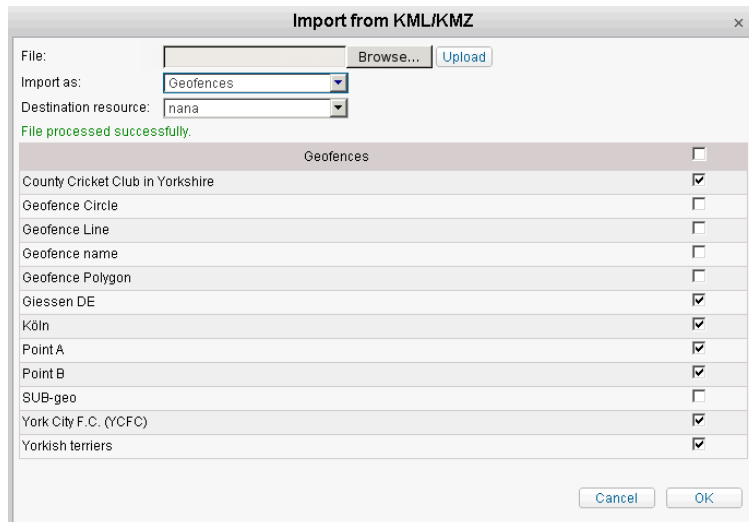 Import from KML/KMZ
File: Browse... Upload
Import as: Geofences
Destination resource: nana
File processed successfully.
Geofences
County Cricket Club in Yorkshire
Geofence Circle
Geofence Line
Geofence name
Geofence Polygon
Giessen DE
Köln
Point A
Point B
SUB-geo
York City F.C. (YCFC)
Yorkish terriers
Cancel OK